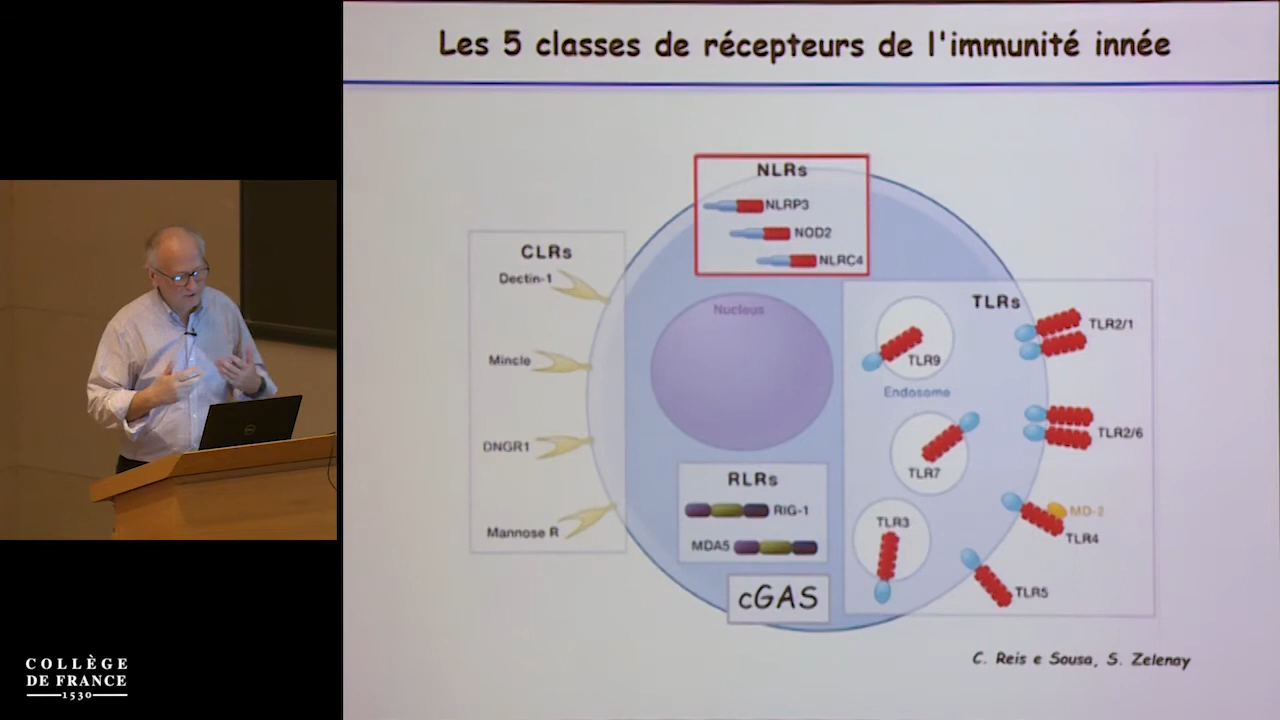 Les 5 classes de récepteurs de l'immunité innée
NLRs
NLRP3
NOD2
NLRC4
CLRs
Dectin-1
Mincle
DNGR1
Mannose R
Nucleus
RLRs
RIG-1
MDA5
cGAS
TLRs
TLR9
Endosome
TLR7
TLR3
TLR2/1
TLR2/6
MD-2
TLR4
TLR5
C. Reis e Sousa, S. Zelenay
COLLÈGE
DE FRANCE
1530